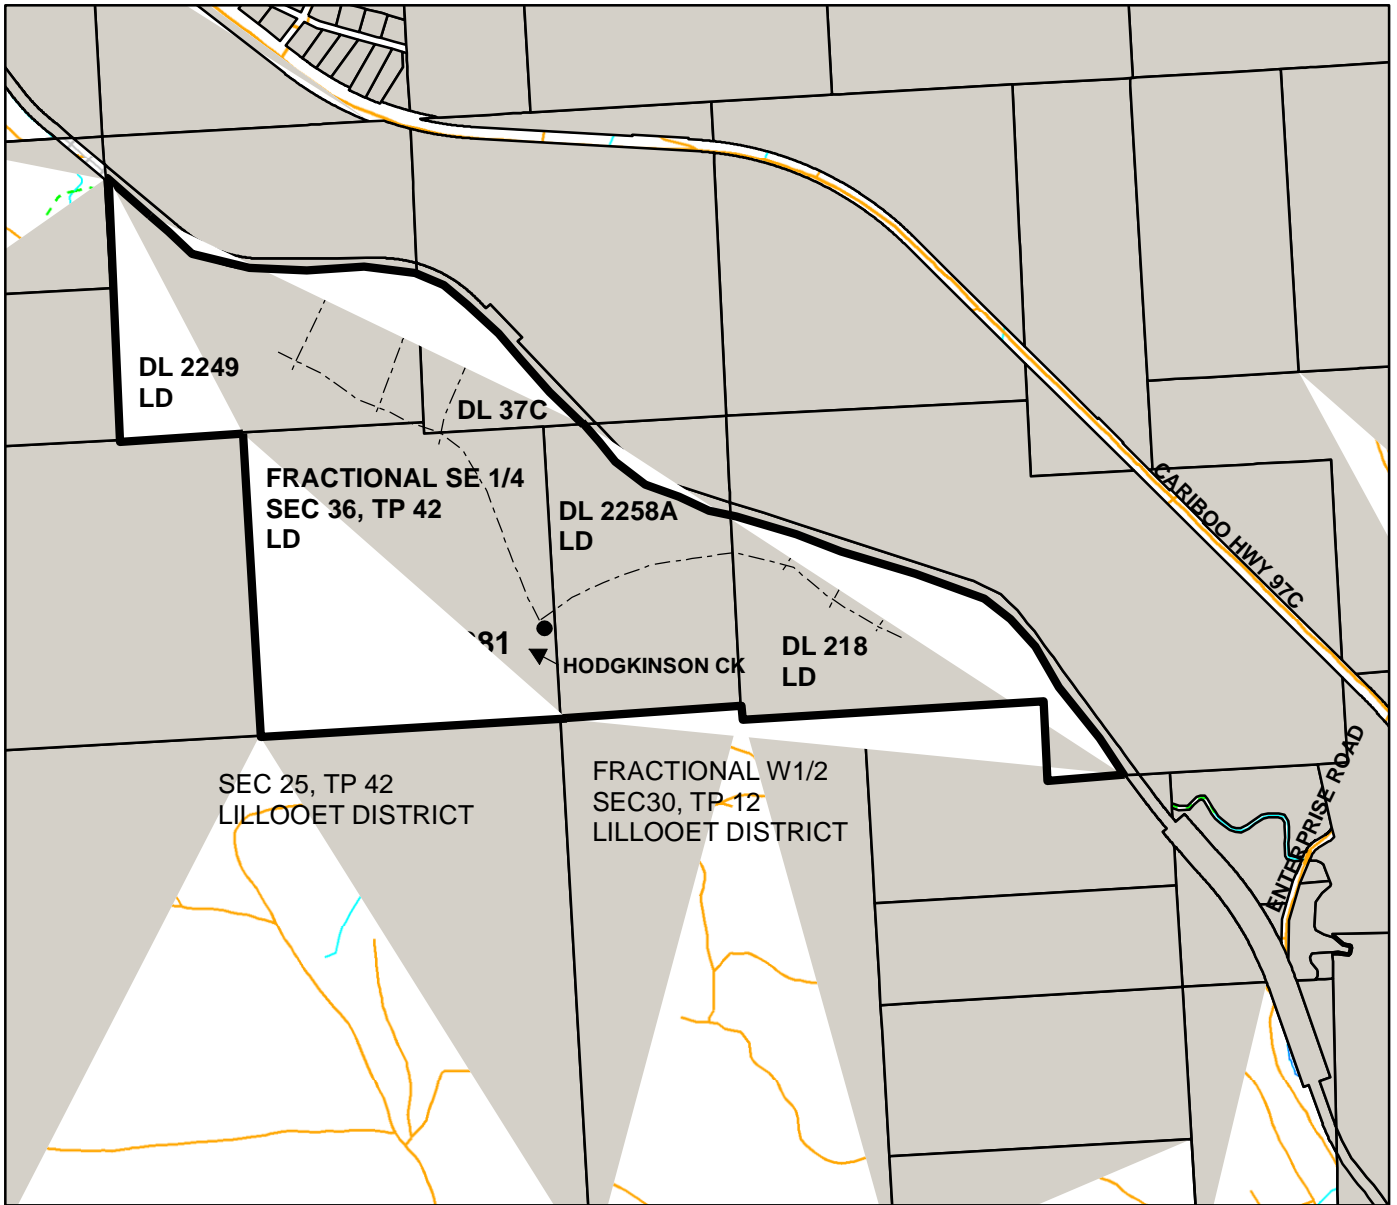 DL 2249
LD
DL 37C
FRACTIONAL SE 1/4
SEC 36, TP 42
LD
DL 2258A
LD
CARIBOO HWY 97C
81
HODGKINSON CK
DL 218
LD
SEC 25, TP 42
LILLOOET DISTRICT
FRACTIONAL W1/2
SEC30, TP 12
LILLOOET DISTRICT
ENTERPRISE ROAD